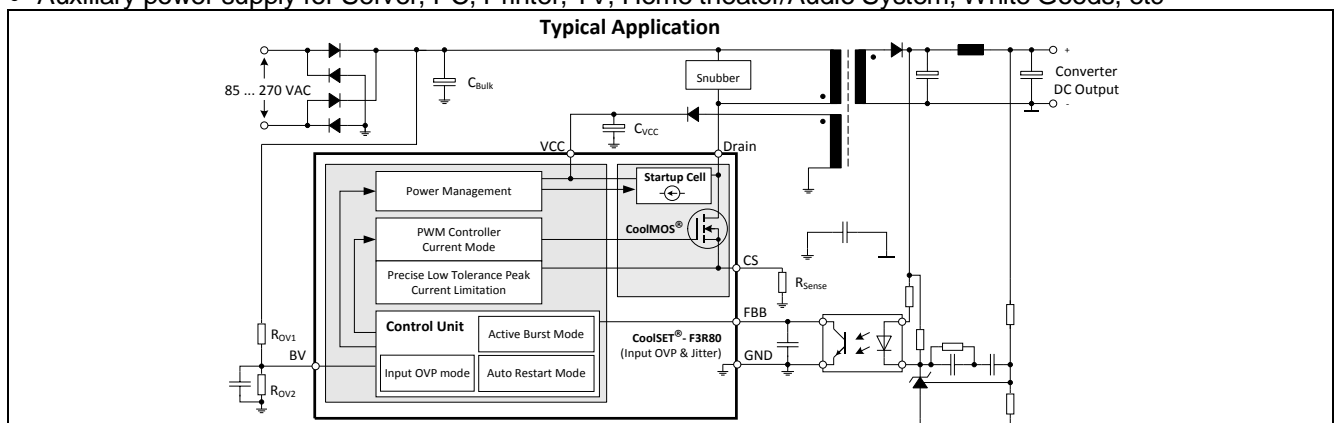 • Auxiliary power supply for Server, PC, Printer, TV, Home theater/Audio System, White Goods, etc
Typical Application
+
Snubber
Converter
DC Output
85 ... 270 VAC
CBulk
-
CVCC
VCC
Drain
Startup Cell
Power Management
CoolMOS®
PWM Controller
Current Mode
CS
Precise Low Tolerance Peak
Current Limitation
RSense
FBB
Control Unit
Active Burst Mode
CoolSET®- F3R80
(Input OVP & Jitter)
ROV1
BV
GND
Input OVP mode
Auto Restart Mode
ROV2